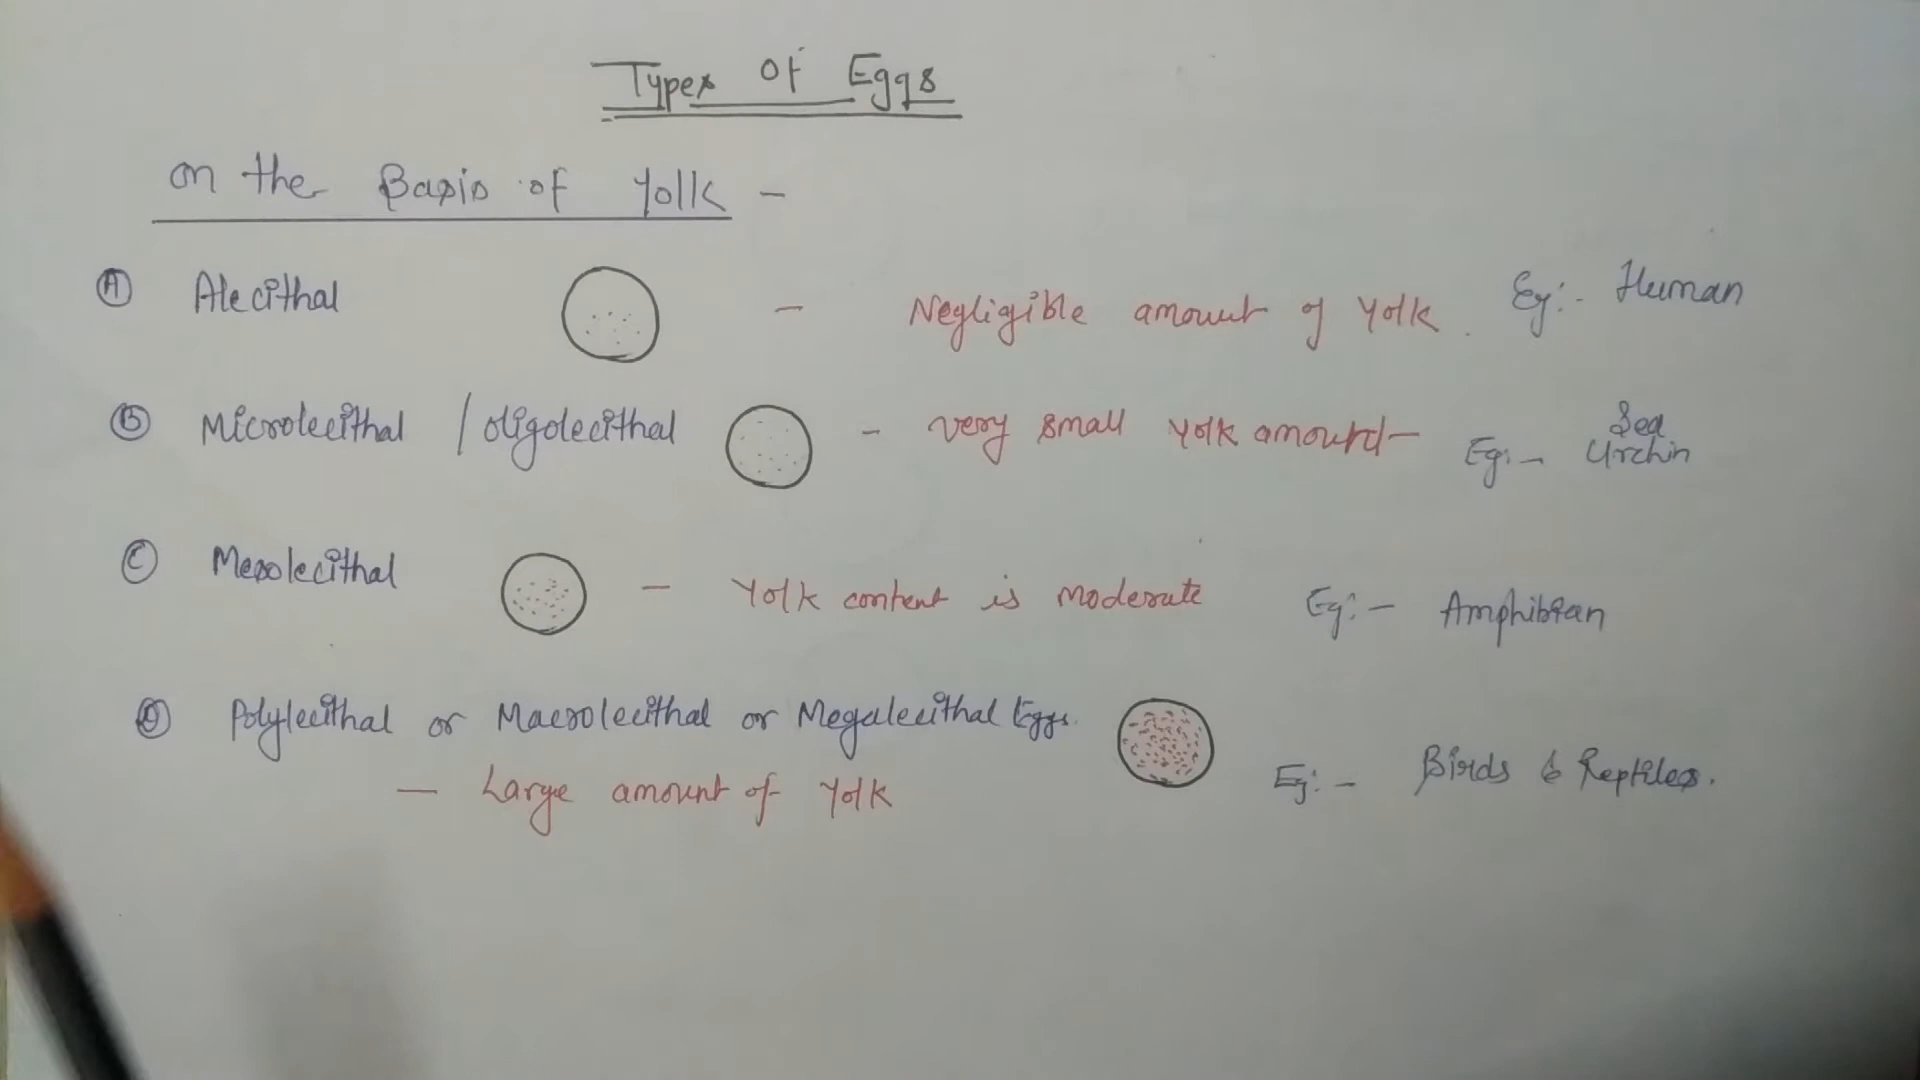 Types of Eggs
on the Basis of Yolk -
A Alecithal - Negligible amount of Yolk. Eg:- Human
B Microlecithal / oligolecithal - very small Yolk amount- Eg:- Sea Urchin
C Mesolecithal - Yolk content is moderate Eg:- Amphibian
D Polylecithal or Macrolecithal or Megalecithal Eggs. Eg:- Birds & Reptiles.
- Large amount of Yolk